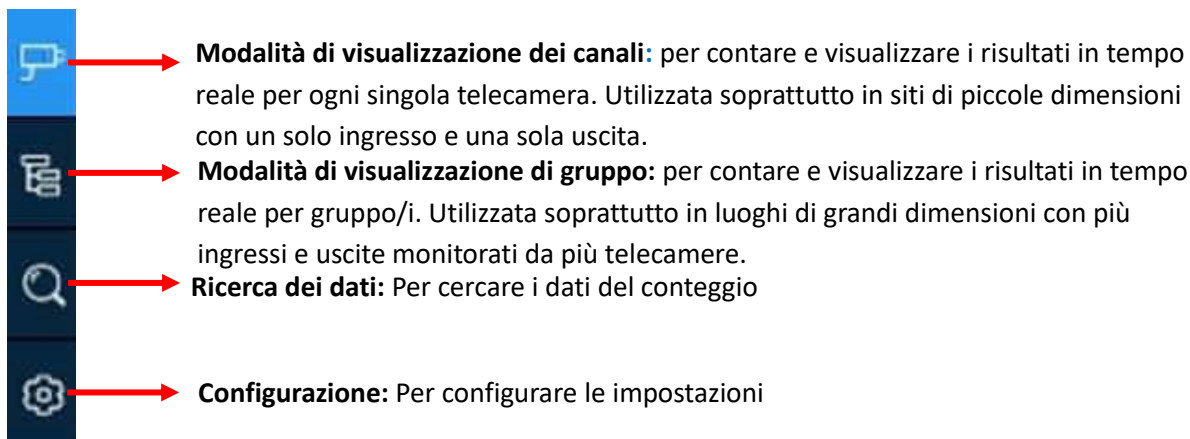 Modalità di visualizzazione dei canali: per contare e visualizzare i risultati in tempo
reale per ogni singola telecamera. Utilizzata soprattutto in siti di piccole dimensioni
con un solo ingresso e una sola uscita.
Modalità di visualizzazione di gruppo: per contare e visualizzare i risultati in tempo
reale per gruppo/i. Utilizzata soprattutto in luoghi di grandi dimensioni con più
ingressi e uscite monitorati da più telecamere.
Ricerca dei dati: Per cercare i dati del conteggio
Configurazione: Per configurare le impostazioni